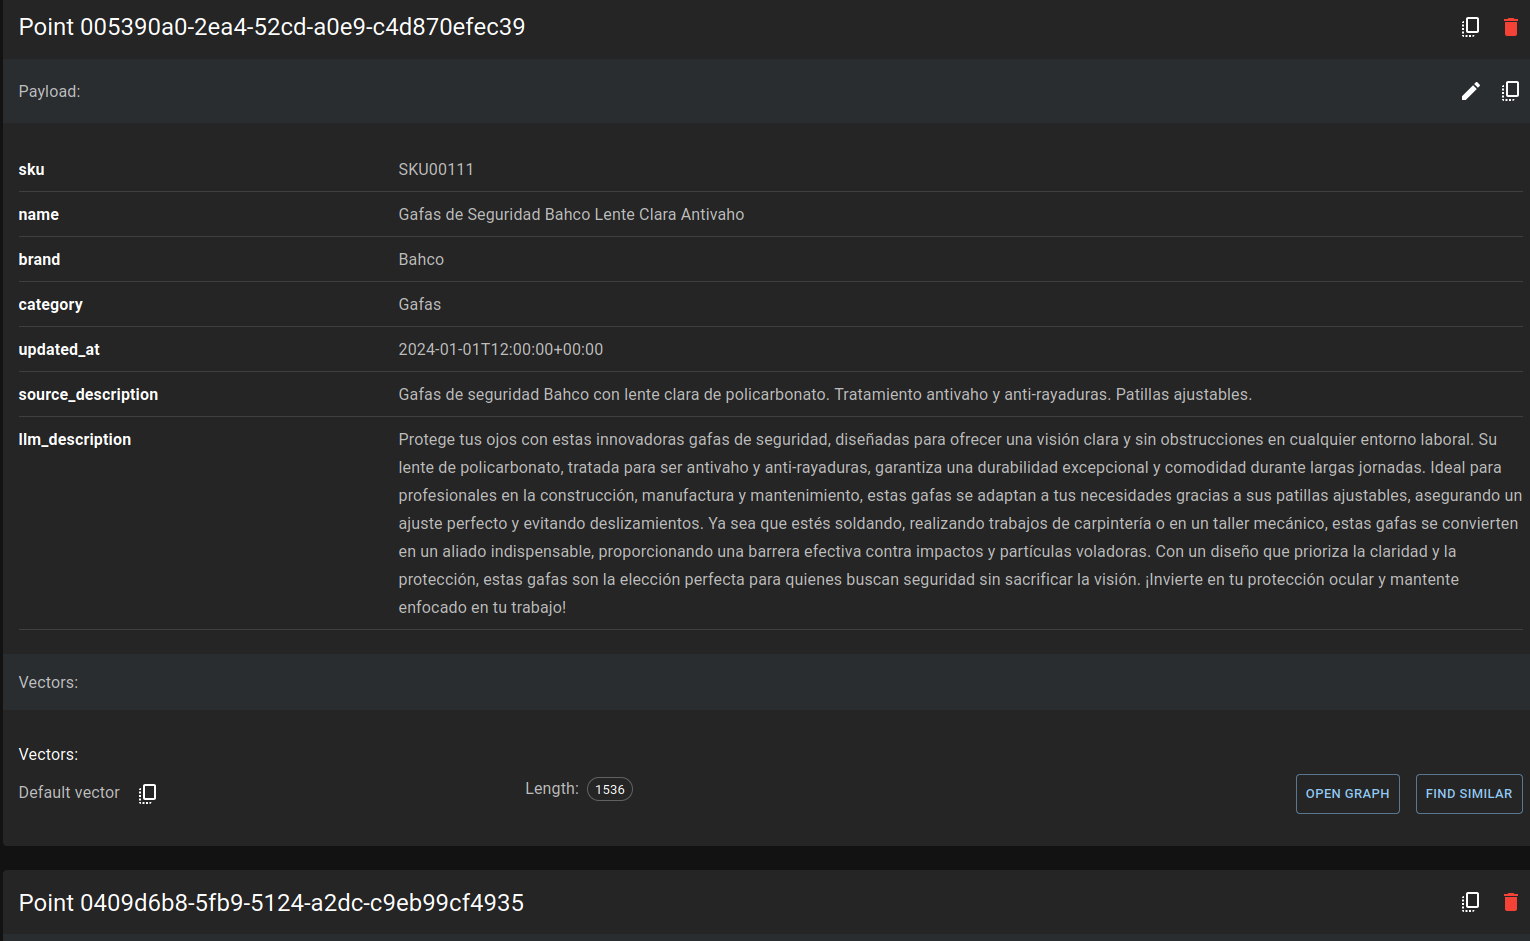 Point 005390a0-2ea4-52cd-a0e9-c4d870efec39
Payload:
sku SKU00111
name Gafas de Seguridad Bahco Lente Clara Antivaho
brand Bahco
category Gafas
updated_at 2024-01-01T12:00:00+00:00
source_description Gafas de seguridad Bahco con lente clara de policarbonato. Tratamiento antivaho y anti-rayaduras. Patillas ajustables.
llm_description Protege tus ojos con estas innovadoras gafas de seguridad, diseñadas para ofrecer una visión clara y sin obstrucciones en cualquier entorno laboral. Su
lente de policarbonato, tratada para ser antivaho y anti-rayaduras, garantiza una durabilidad excepcional y comodidad durante largas jornadas. Ideal para
profesionales en la construcción, manufactura y mantenimiento, estas gafas se adaptan a tus necesidades gracias a sus patillas ajustables, asegurando un
ajuste perfecto y evitando deslizamientos. Ya sea que estés soldando, realizando trabajos de carpintería o en un taller mecánico, estas gafas se convierten
en un aliado indispensable, proporcionando una barrera efectiva contra impactos y partículas voladoras. Con un diseño que prioriza la claridad y la
protección, estas gafas son la elección perfecta para quienes buscan seguridad sin sacrificar la visión. ¡Invierte en tu protección ocular y mantente
enfocado en tu trabajo!
Vectors:
Vectors:
Default vector Length: 1536 OPEN GRAPH FIND SIMILAR
Point 0409d6b8-5fb9-5124-a2dc-c9eb99cf4935